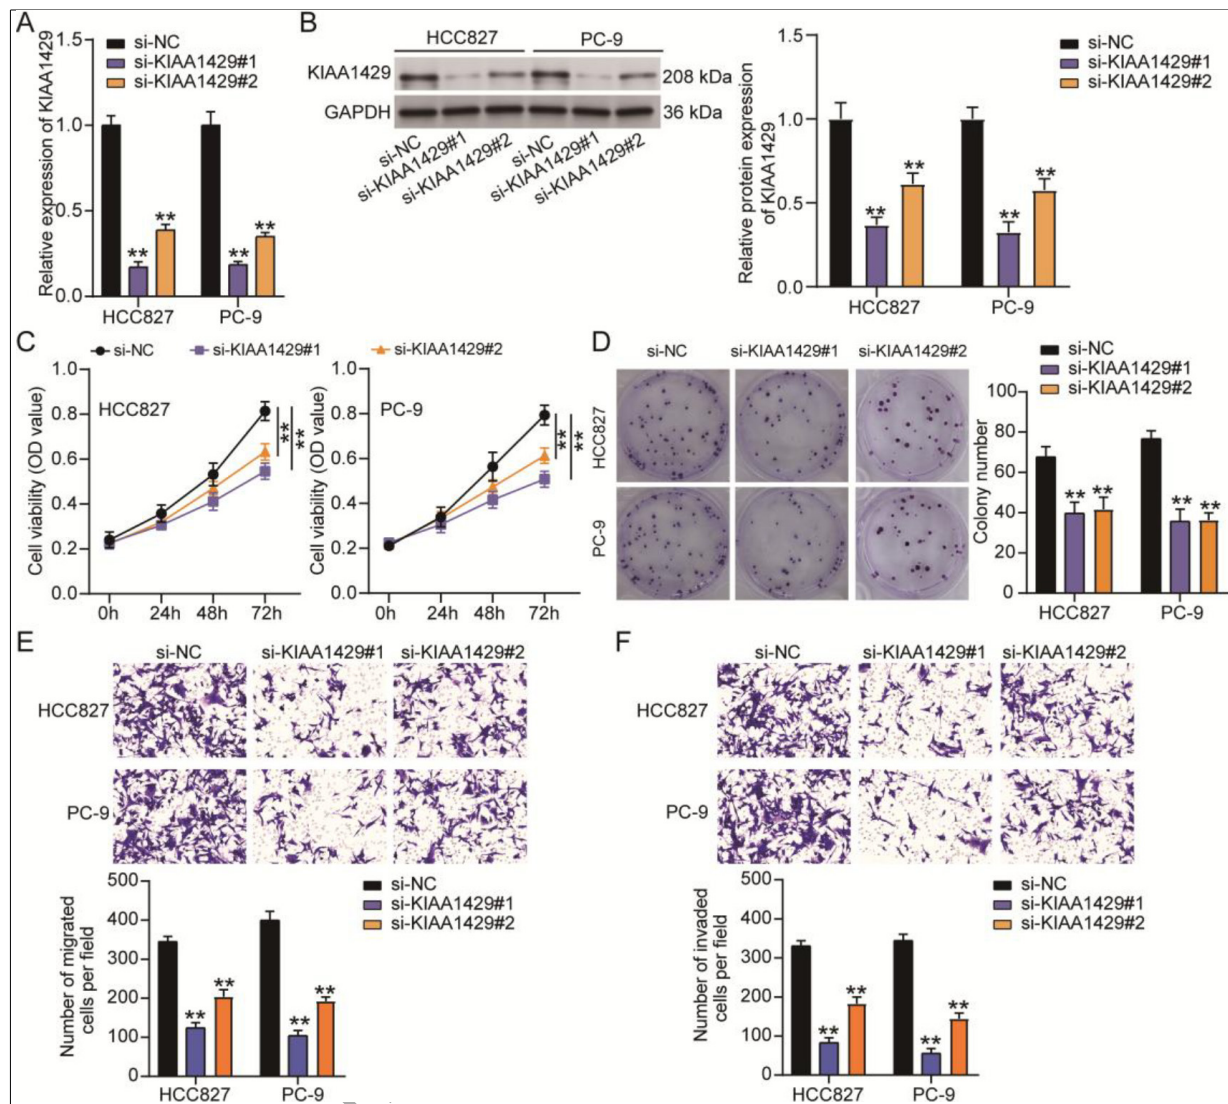 A
Relative expression of KIAA1429
1.5
1.0
0.5
0.0
si-NC
si-KIAA1429#1
si-KIAA1429#2
**
**
**
**
HCC827
PC-9
B
HCC827
PC-9
KIAA1429
208 kDa
GAPDH
36 kDa
si-NC
si-KIAA1429#1
si-KIAA1429#2
si-NC
si-KIAA1429#1
si-KIAA1429#2
Relative protein expression
of KIAA1429
1.5
1.0
0.5
0.0
si-NC
si-KIAA1429#1
si-KIAA1429#2
**
**
**
**
HCC827
PC-9
C
si-NC
si-KIAA1429#1
si-KIAA1429#2
Cell viability (OD value)
1.0
0.8
0.6
0.4
0.2
0.0
HCC827
**
**
0h
24h
48h
72h
Cell viability (OD value)
1.0
0.8
0.6
0.4
0.2
0.0
PC-9
**
**
0h
24h
48h
72h
D
si-NC
si-KIAA1429#1
si-KIAA1429#2
HCC827
PC-9
si-NC
si-KIAA1429#1
si-KIAA1429#2
Colony number
100
80
60
40
20
0
**
**
**
**
HCC827
PC-9
E
si-NC
si-KIAA1429#1
si-KIAA1429#2
HCC827
PC-9
Number of migrated
cells per field
500
400
300
200
100
0
si-NC
si-KIAA1429#1
si-KIAA1429#2
**
**
**
**
HCC827
PC-9
F
si-NC
si-KIAA1429#1
si-KIAA1429#2
HCC827
PC-9
Number of invaded
cells per field
500
400
300
200
100
0
si-NC
si-KIAA1429#1
si-KIAA1429#2
**
**
**
**
HCC827
PC-9